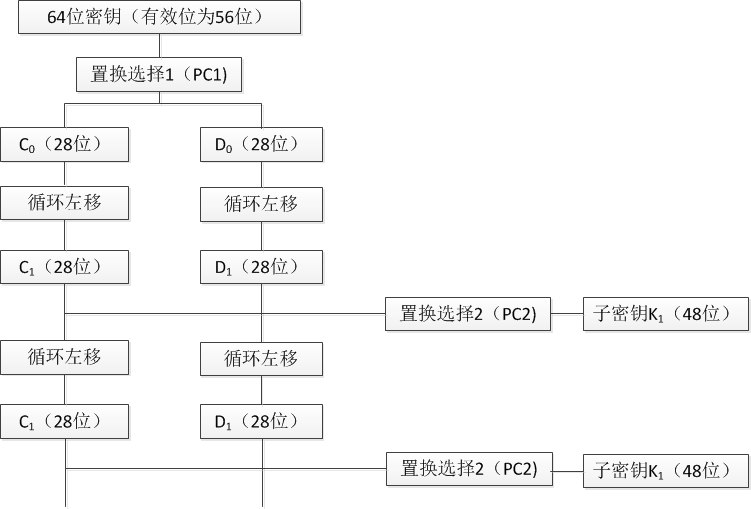 64位密钥（有效位为56位）
置换选择1（PC1)
C₀（28位）
D₀（28位）
循环左移
循环左移
C₁（28位）
D₁（28位）
置换选择2（PC2)
子密钥K₁（48位）
循环左移
循环左移
C₁（28位）
D₁（28位）
置换选择2（PC2)
子密钥K₁（48位）